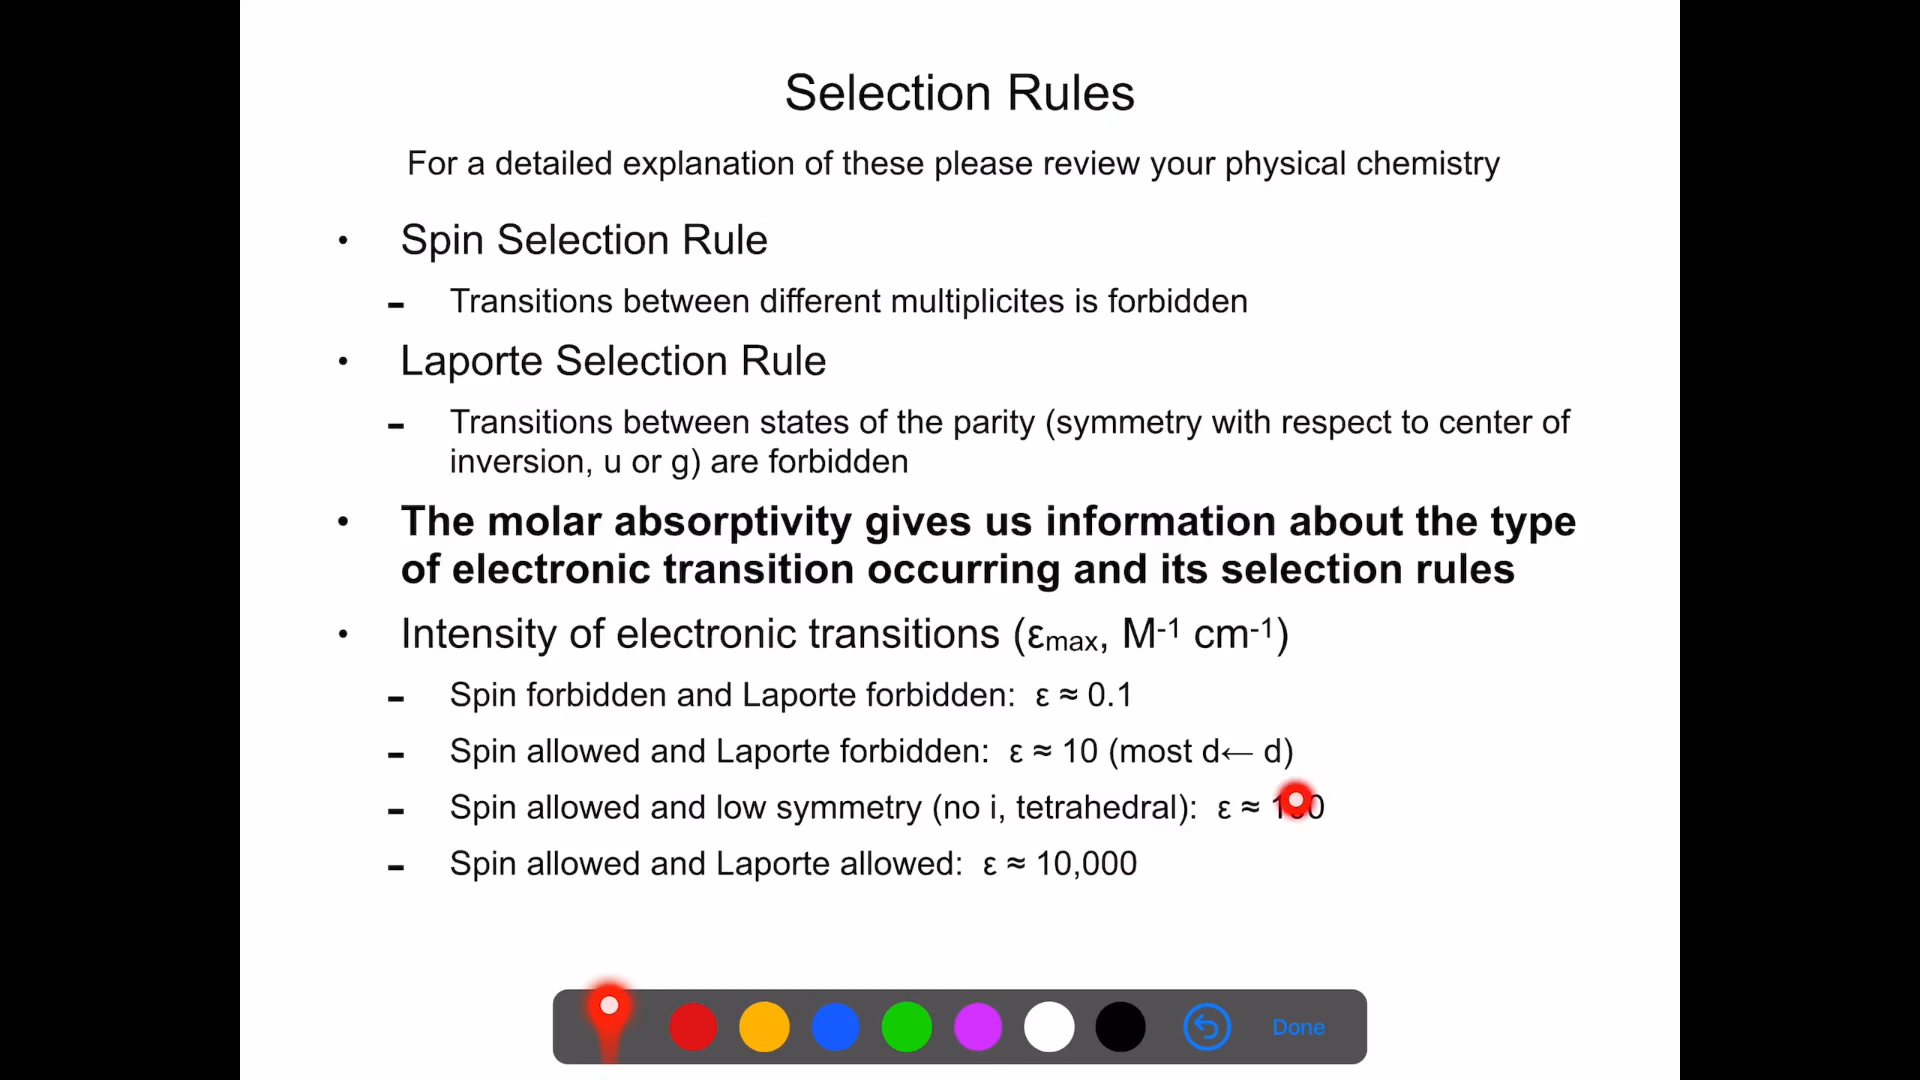 Selection Rules
For a detailed explanation of these please review your physical chemistry
• Spin Selection Rule
- Transitions between different multiplicites is forbidden
• Laporte Selection Rule
- Transitions between states of the parity (symmetry with respect to center of
inversion, u or g) are forbidden
• The molar absorptivity gives us information about the type
of electronic transition occurring and its selection rules
• Intensity of electronic transitions (εmax, M-1 cm-1)
- Spin forbidden and Laporte forbidden: ε ≈ 0.1
- Spin allowed and Laporte forbidden: ε ≈ 10 (most d← d)
- Spin allowed and low symmetry (no i, tetrahedral): ε ≈
- Spin allowed and Laporte allowed: ε ≈ 10,000
Done